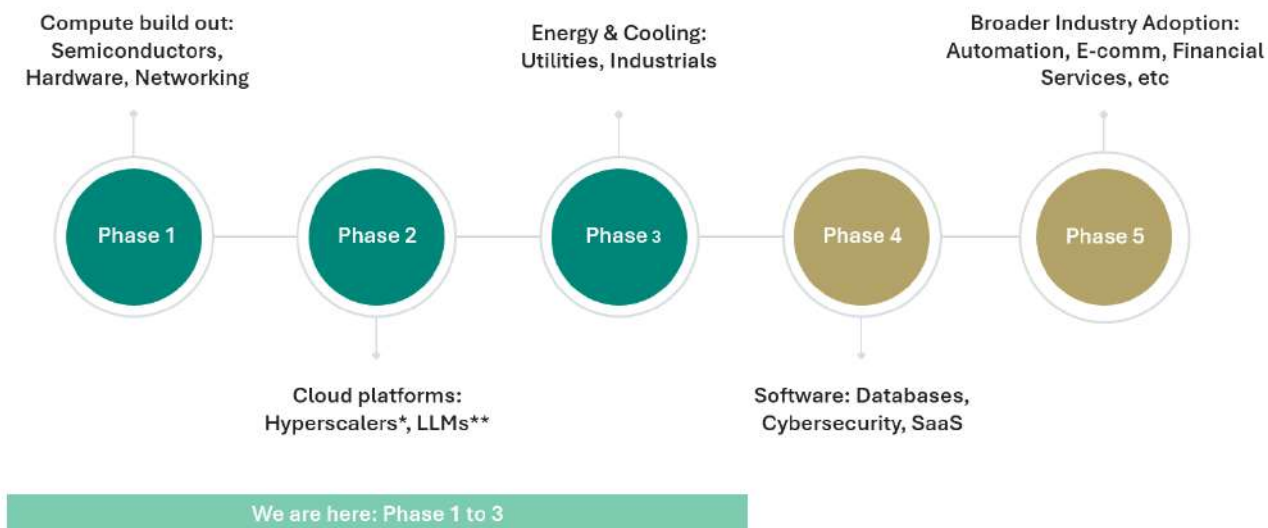 Compute build out:
Semiconductors,
Hardware, Networking
Energy & Cooling:
Utilities, Industrials
Broader Industry Adoption:
Automation, E-comm, Financial
Services, etc
Phase 1
Phase 2
Phase 3
Phase 4
Phase 5
Cloud platforms:
Hyperscalers*, LLMs**
Software: Databases,
Cybersecurity, SaaS
We are here: Phase 1 to 3